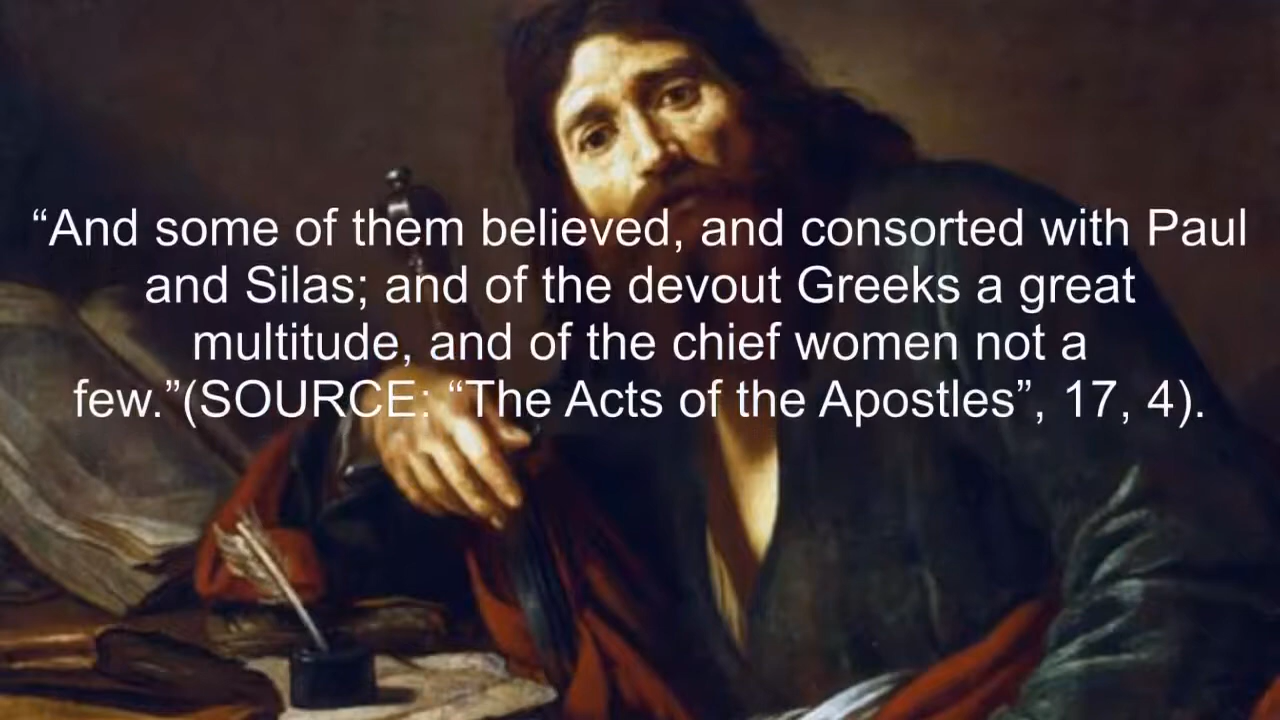 “And some of them believed, and consorted with Paul
and Silas; and of the devout Greeks a great
multitude, and of the chief women not a
few.”(SOURCE: “The Acts of the Apostles”, 17, 4).